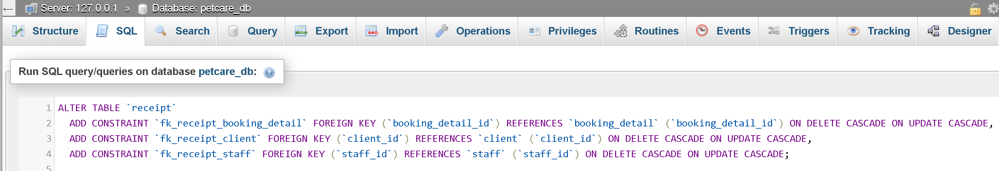 ← Server: 127.0.0.1 » Database: petcare_db
Structure SQL Search Query Export Import Operations Privileges Routines Events Triggers Tracking Designer
Run SQL query/queries on database petcare_db:
1 ALTER TABLE `receipt`
2 ADD CONSTRAINT `fk_receipt_booking_detail` FOREIGN KEY (`booking_detail_id`) REFERENCES `booking_detail` (`booking_detail_id`) ON DELETE CASCADE ON UPDATE CASCADE,
3 ADD CONSTRAINT `fk_receipt_client` FOREIGN KEY (`client_id`) REFERENCES `client` (`client_id`) ON DELETE CASCADE ON UPDATE CASCADE,
4 ADD CONSTRAINT `fk_receipt_staff` FOREIGN KEY (`staff_id`) REFERENCES `staff` (`staff_id`) ON DELETE CASCADE ON UPDATE CASCADE;
5